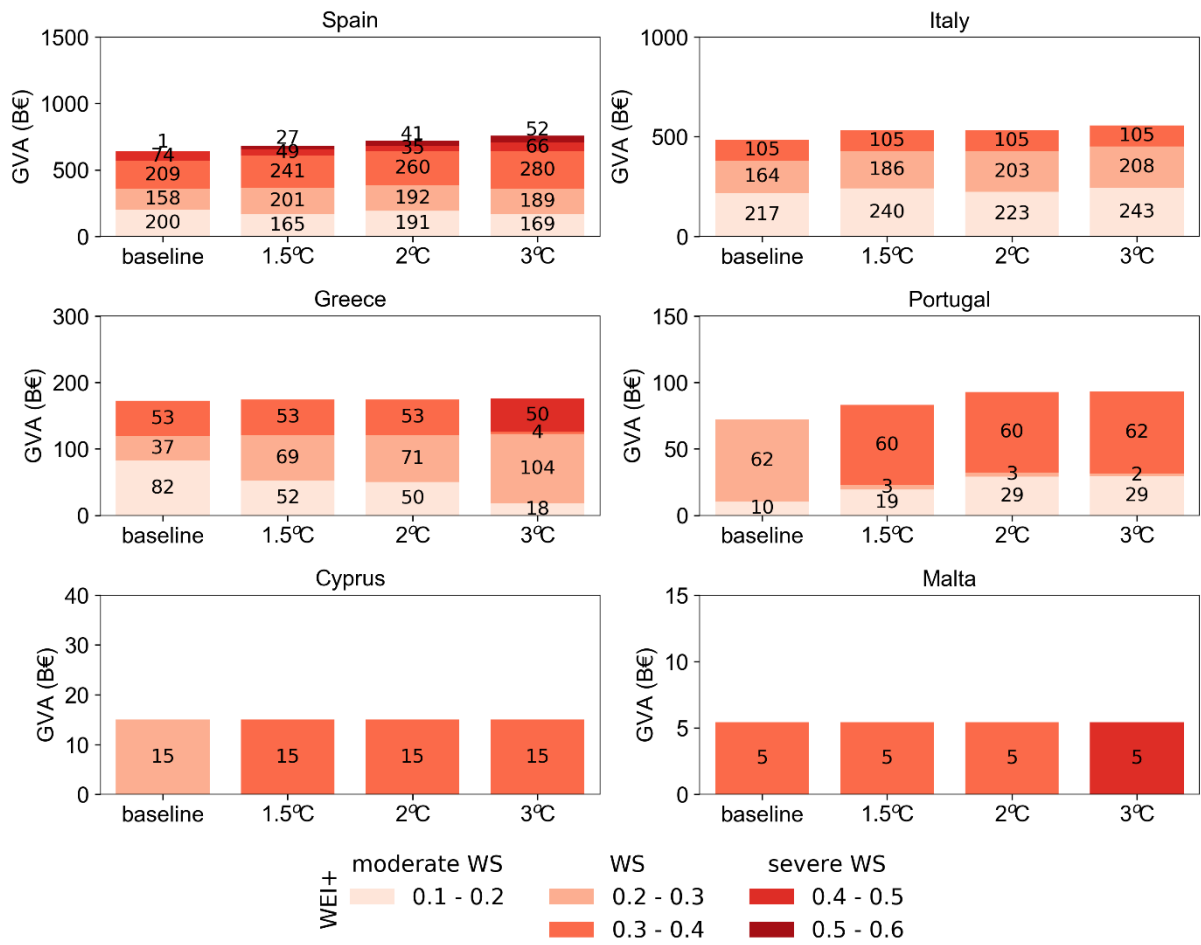 Spain
GVA (B€)
1500
1000
500
0
1
74
209
158
200
27
49
241
201
165
41
35
260
192
191
52
66
280
189
169
baseline
1.5ºC
2ºC
3ºC
Italy
GVA (B€)
1000
500
0
105
164
217
105
186
240
105
203
223
105
208
243
baseline
1.5ºC
2ºC
3ºC
Greece
GVA (B€)
300
200
100
0
53
37
82
53
69
52
53
71
50
50
4
104
18
baseline
1.5ºC
2ºC
3ºC
Portugal
GVA (B€)
150
100
50
0
62
10
60
3
19
60
3
29
62
2
29
baseline
1.5ºC
2ºC
3ºC
Cyprus
GVA (B€)
40
30
20
10
0
15
15
15
15
baseline
1.5ºC
2ºC
3ºC
Malta
GVA (B€)
15
10
5
0
5
5
5
5
baseline
1.5ºC
2ºC
3ºC
WEI+
moderate WS
0.1 - 0.2
WS
0.2 - 0.3
0.3 - 0.4
severe WS
0.4 - 0.5
0.5 - 0.6